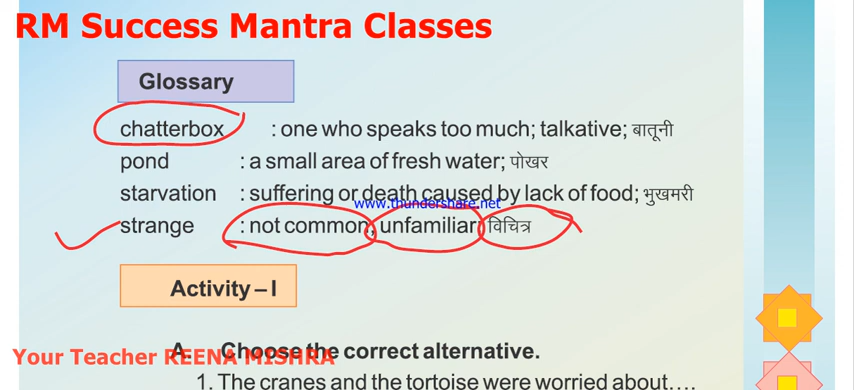 RM Success Mantra Classes
Glossary
chatterbox : one who speaks too much; talkative; बातूनी
pond : a small area of fresh water; पोखर
starvation : suffering or death caused by lack of food; भुखमरी
www.thundershare.net
strange : not common, unfamiliar; विचित्र
Activity – I
A. Choose the correct alternative.
Your Teacher REENA MISHRA
1. The cranes and the tortoise were worried about....